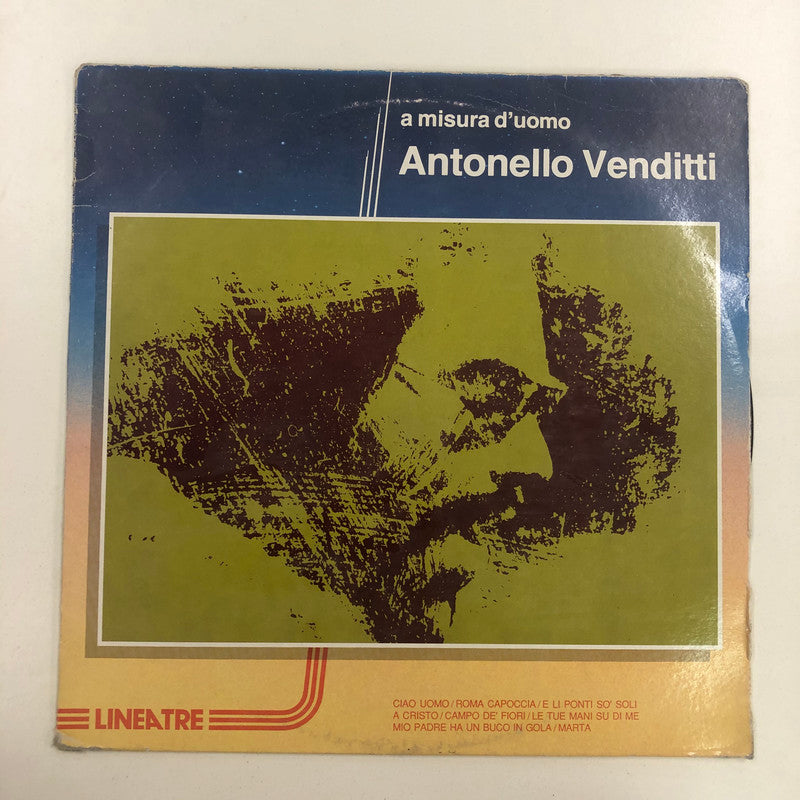 a misura d'uomo
Antonello Venditti
CIAO UOMO / ROMA CAPOCCIA / E LI PONTI SO' SOLI
A CRISTO / CAMPO DE' FIORI / LE TUE MANI SU DI ME
MIO PADRE HA UN BUCO IN GOLA / MARTA
LINEATRE